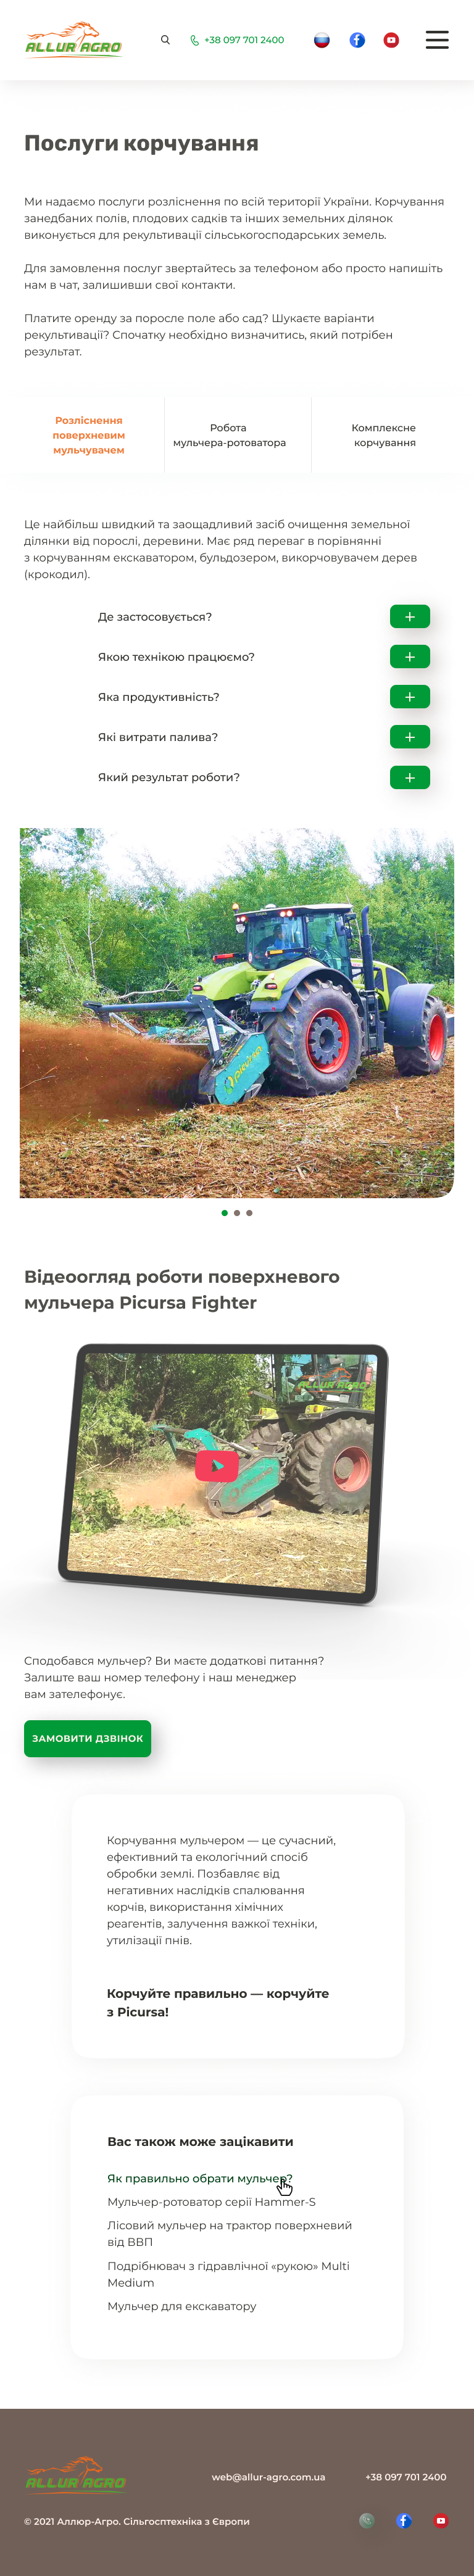 ALLUR AGRO
+38 097 701 2400
Послуги корчування
Ми надаємо послуги розліснення по всій території України. Корчування
занедбаних полів, плодових садків та інших земельних ділянок
виконується для рекультивації сільськогосподарських земель.
Для замовлення послуг звертайтесь за телефоном або просто напишіть
нам в чат, залишивши свої контакти.
Платите оренду за поросле поле або сад? Шукаєте варіанти
рекультивації? Спочатку необхідно визначитись, який потрібен
результат.
Розліснення
поверхневим
мульчувачем
Робота
мульчера-ротоватора
Комплексне
корчування
Це найбільш швидкий та заощадливий засіб очищення земельної
ділянки від порослі, деревини. Має ряд переваг в порівнянні
з корчуванням екскаватором, бульдозером, викорчовувачем дерев
(крокодил).
Де застосовується?
Якою технікою працюємо?
Яка продуктивність?
Які витрати палива?
Який результат роботи?
Відеоогляд роботи поверхневого
мульчера Picursa Fighter
ALLUR AGRO
Сподобався мульчер? Ви маєте додаткові питання?
Залиште ваш номер телефону і наш менеджер
вам зателефонує.
ЗАМОВИТИ ДЗВІНОК
Корчування мульчером — це сучасний,
ефективний та екологічний спосіб
обробки землі. Позбавляє від
негативних наслідків спалювання
корчів, використання хімічних
реагентів, залучення важкої техніки,
утилізації пнів.
Корчуйте правильно — корчуйте
з Picursa!
Вас також може зацікавити
Як правильно обрати мульчер?
Мульчер-ротоватор серії Hammer-S
Лісовий мульчер на трактор поверхневий
від ВВП
Подрібнювач з гідравлічної «рукою» Multi
Medium
Мульчер для екскаватору
ALLUR AGRO
web@allur-agro.com.ua
+38 097 701 2400
© 2021 Аллюр-Агро. Сільгосптехніка з Європи